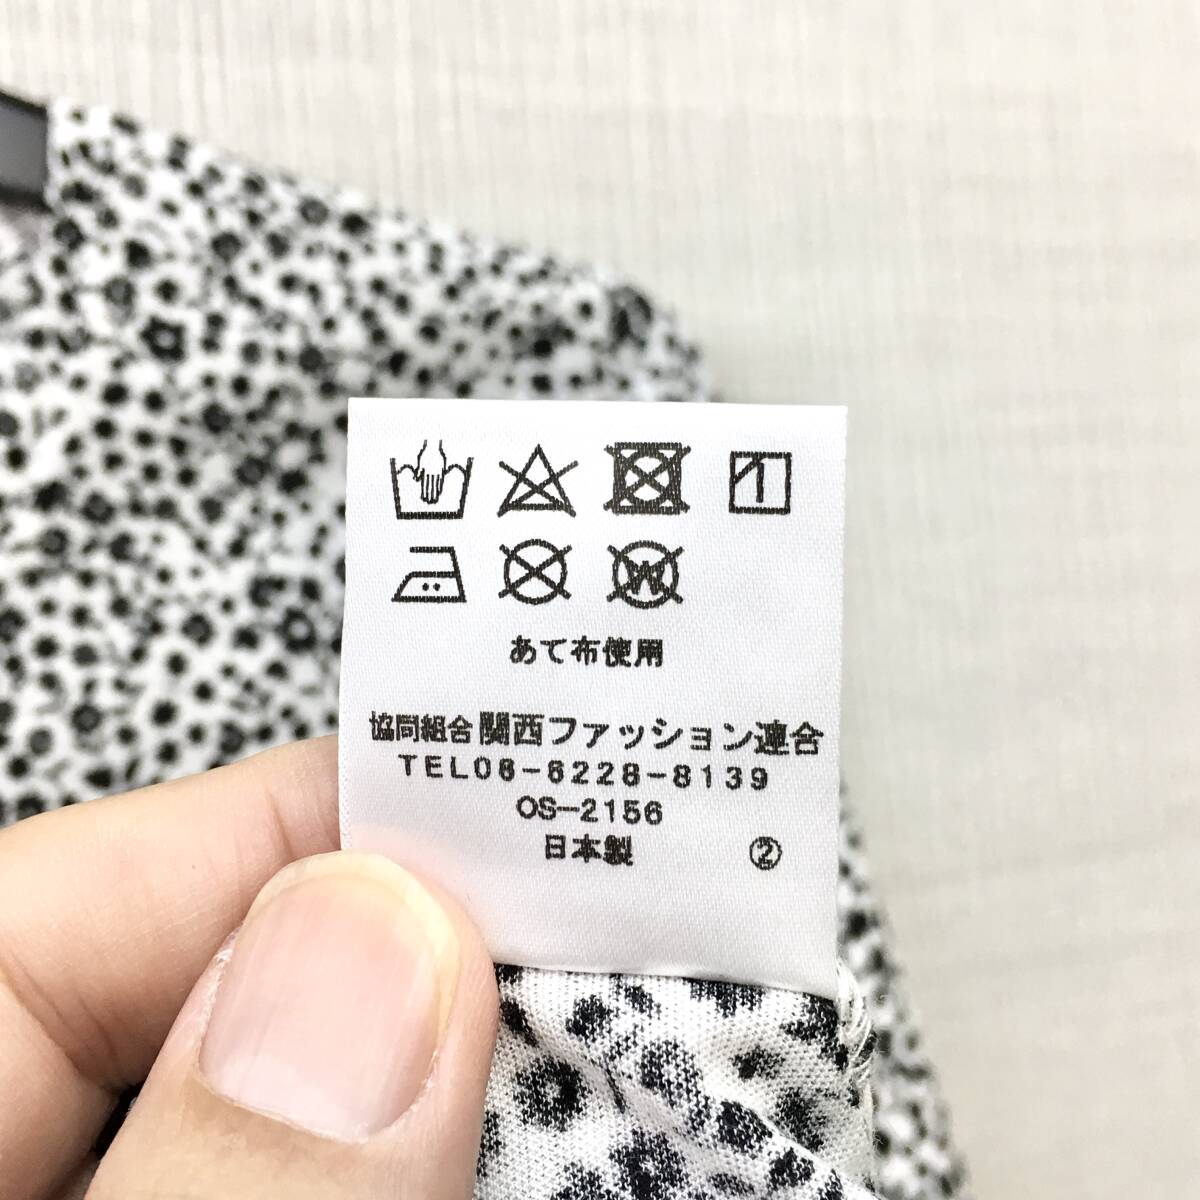 W
あて布使用
協同組合関西ファッション連合
TEL06-6228-8139
OS-2156
日本製 ②